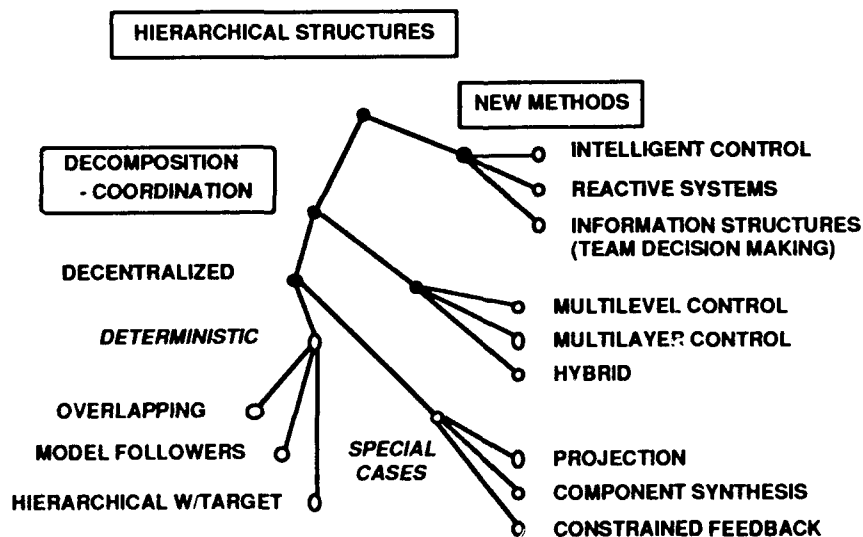 HIERARCHICAL STRUCTURES
NEW METHODS
INTELLIGENT CONTROL
REACTIVE SYSTEMS
INFORMATION STRUCTURES
(TEAM DECISION MAKING)
DECOMPOSITION
- COORDINATION
DECENTRALIZED
MULTILEVEL CONTROL
MULTILAYER CONTROL
HYBRID
DETERMINISTIC
OVERLAPPING
MODEL FOLLOWERS
HIERARCHICAL W/TARGET
SPECIAL
CASES
PROJECTION
COMPONENT SYNTHESIS
CONSTRAINED FEEDBACK